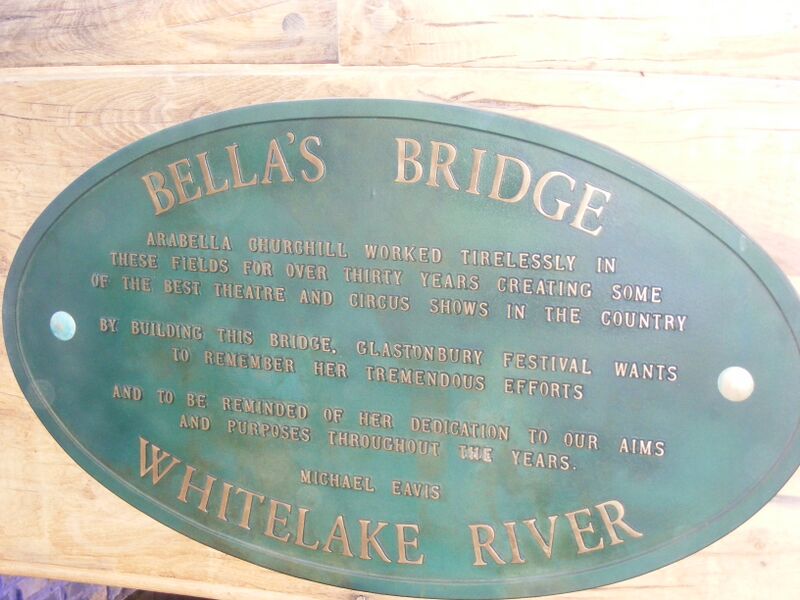 BELLA'S BRIDGE
ARABELLA CHURCHILL WORKED TIRELESSLY IN
THESE FIELDS FOR OVER THIRTY YEARS CREATING SOME
OF THE BEST THEATRE AND CIRCUS SHOWS IN THE COUNTRY
BY BUILDING THIS BRIDGE, GLASTONBURY FESTIVAL WANTS
TO REMEMBER HER TREMENDOUS EFFORTS
AND TO BE REMINDED OF HER DEDICATION TO OUR AIMS
AND PURPOSES THROUGHOUT THE YEARS.
MICHAEL EAVIS
WHITELAKE RIVER